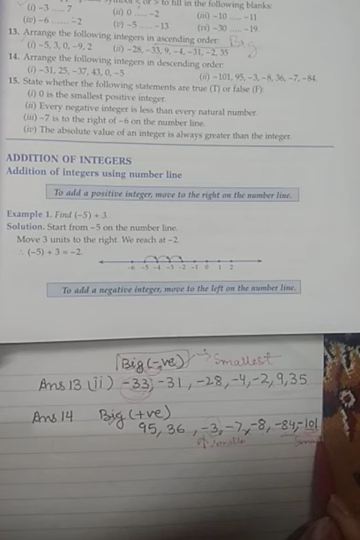 symbol < or > to fill in the following blanks:
(i) −3 ..... 7 (ii) 0 ..... −2 (iii) −10 ..... −11
(iv) −6 ..... −2 (v) −5 ..... −13 (vi) −30 ..... −19.
13. Arrange the following integers in ascending order: Big
(i) −5, 3, 0, −9, 2 (ii) −28, −33, 9, −4, −31, −2, 35
14. Arrange the following integers in descending order:
(i) −31, 25, −37, 43, 0, −5 (ii) −101, 95, −3, −8, 36, −7, −84.
15. State whether the following statements are true (T) or false (F):
(i) 0 is the smallest positive integer.
(ii) Every negative integer is less than every natural number.
(iii) −7 is to the right of −6 on the number line.
(iv) The absolute value of an integer is always greater than the integer.
ADDITION OF INTEGERS
Addition of integers using number line
To add a positive integer, move to the right on the number line.
Example 1. Find (−5) + 3.
Solution. Start from −5 on the number line.
Move 3 units to the right. We reach at −2.
∴ (−5) + 3 = −2.
−6 −5 −4 −3 −2 −1 0 1 2
To add a negative integer, move to the left on the number line.
Big (−ve) → Smallest
Ans 13 (ii) −33, −31, −28, −4, −2, 9, 35
Ans 14 Big (+ve)
95, 36, −3, −7, −8, −84, −101